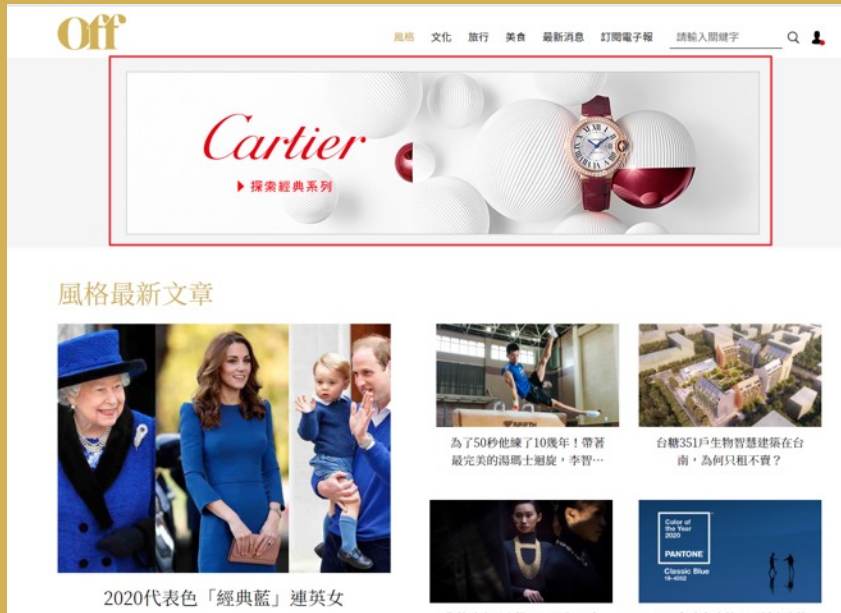 Off
風格 文化 旅行 美食 最新消息 訂閱電子報 請輸入關鍵字
Cartier
探索經典系列
風格最新文章
2020代表色「經典藍」連英女
為了50秒他練了10幾年！帶著
最完美的湯瑪士迴旋，李智…
台糖351戶生物智慧建築在台
南，為何只租不賣？
Color of
the Year
2020
PANTONE
Classic Blue
19-4052